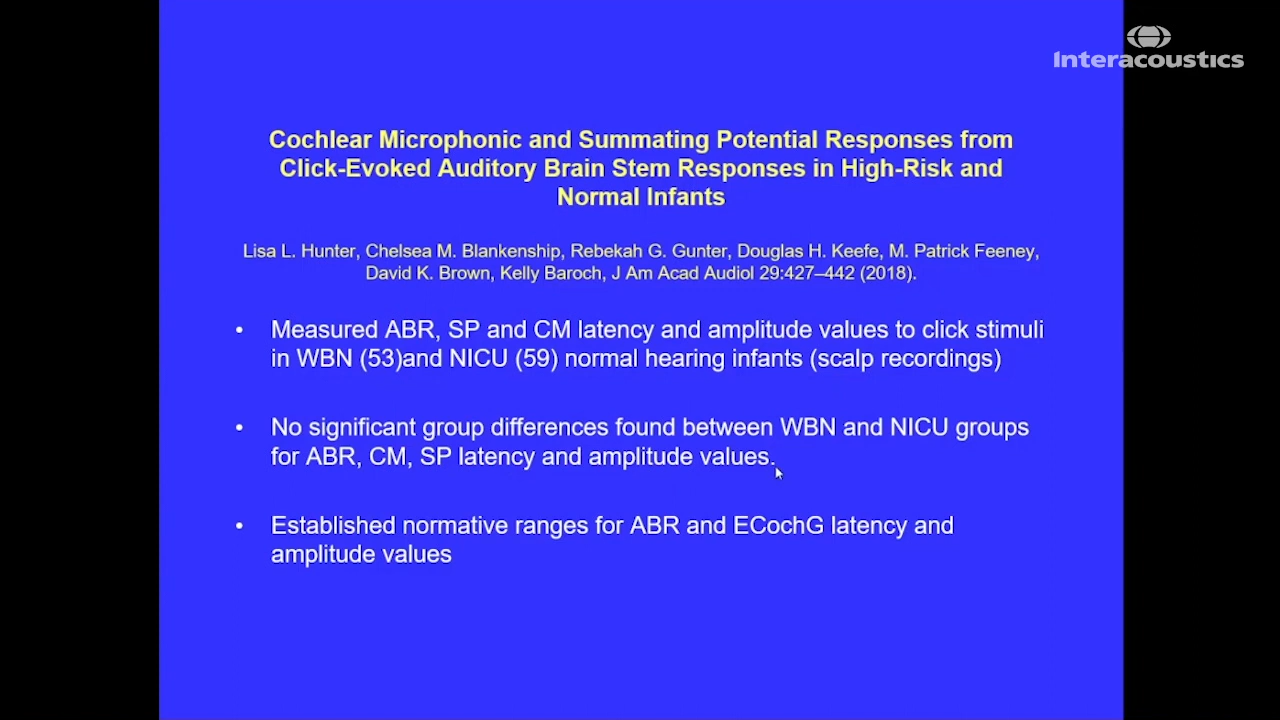 Interacoustics
Cochlear Microphonic and Summating Potential Responses from
Click-Evoked Auditory Brain Stem Responses in High-Risk and
Normal Infants
Lisa L. Hunter, Chelsea M. Blankenship, Rebekah G. Gunter, Douglas H. Keefe, M. Patrick Feeney,
David K. Brown, Kelly Baroch, J Am Acad Audiol 29:427–442 (2018).
• Measured ABR, SP and CM latency and amplitude values to click stimuli
in WBN (53)and NICU (59) normal hearing infants (scalp recordings)
• No significant group differences found between WBN and NICU groups
for ABR, CM, SP latency and amplitude values.
• Established normative ranges for ABR and ECochG latency and
amplitude values